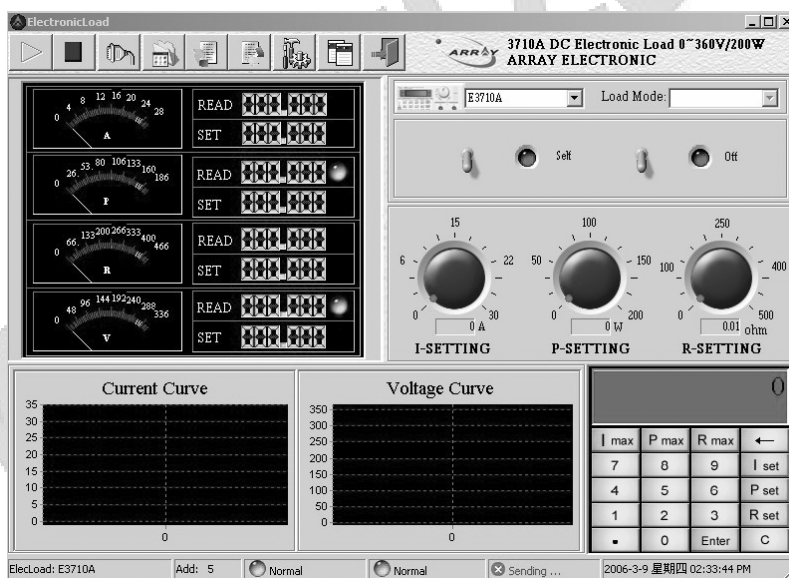 ElectronicLoad
ARRAY
3710A DC Electronic Load 0~360V/200W
ARRAY ELECTRONIC
0 4 8 12 16 20 24 28
A
READ
SET
0 26. 53. 80 106 133 160 186
P
READ
SET
0 66. 133 200 266 333 400 466
R
READ
SET
0 48 96 144 192 240 288 336
V
READ
SET
E3710A
Load Mode:
Self
Off
6 15 22
0 30
0 A
I-SETTING
50 100 150
0 200
0 W
P-SETTING
100 250 400
0 500
0.01 ohm
R-SETTING
Current Curve
35
30
25
20
15
10
5
0
0
Voltage Curve
350
300
250
200
150
100
50
0
0
0
I max P max R max ←
7 8 9 I set
4 5 6 P set
1 2 3 R set
. 0 Enter C
ElecLoad: E3710A
Add: 5
Normal
Normal
Sending ...
2006-3-9 星期四 02:33:44 PM